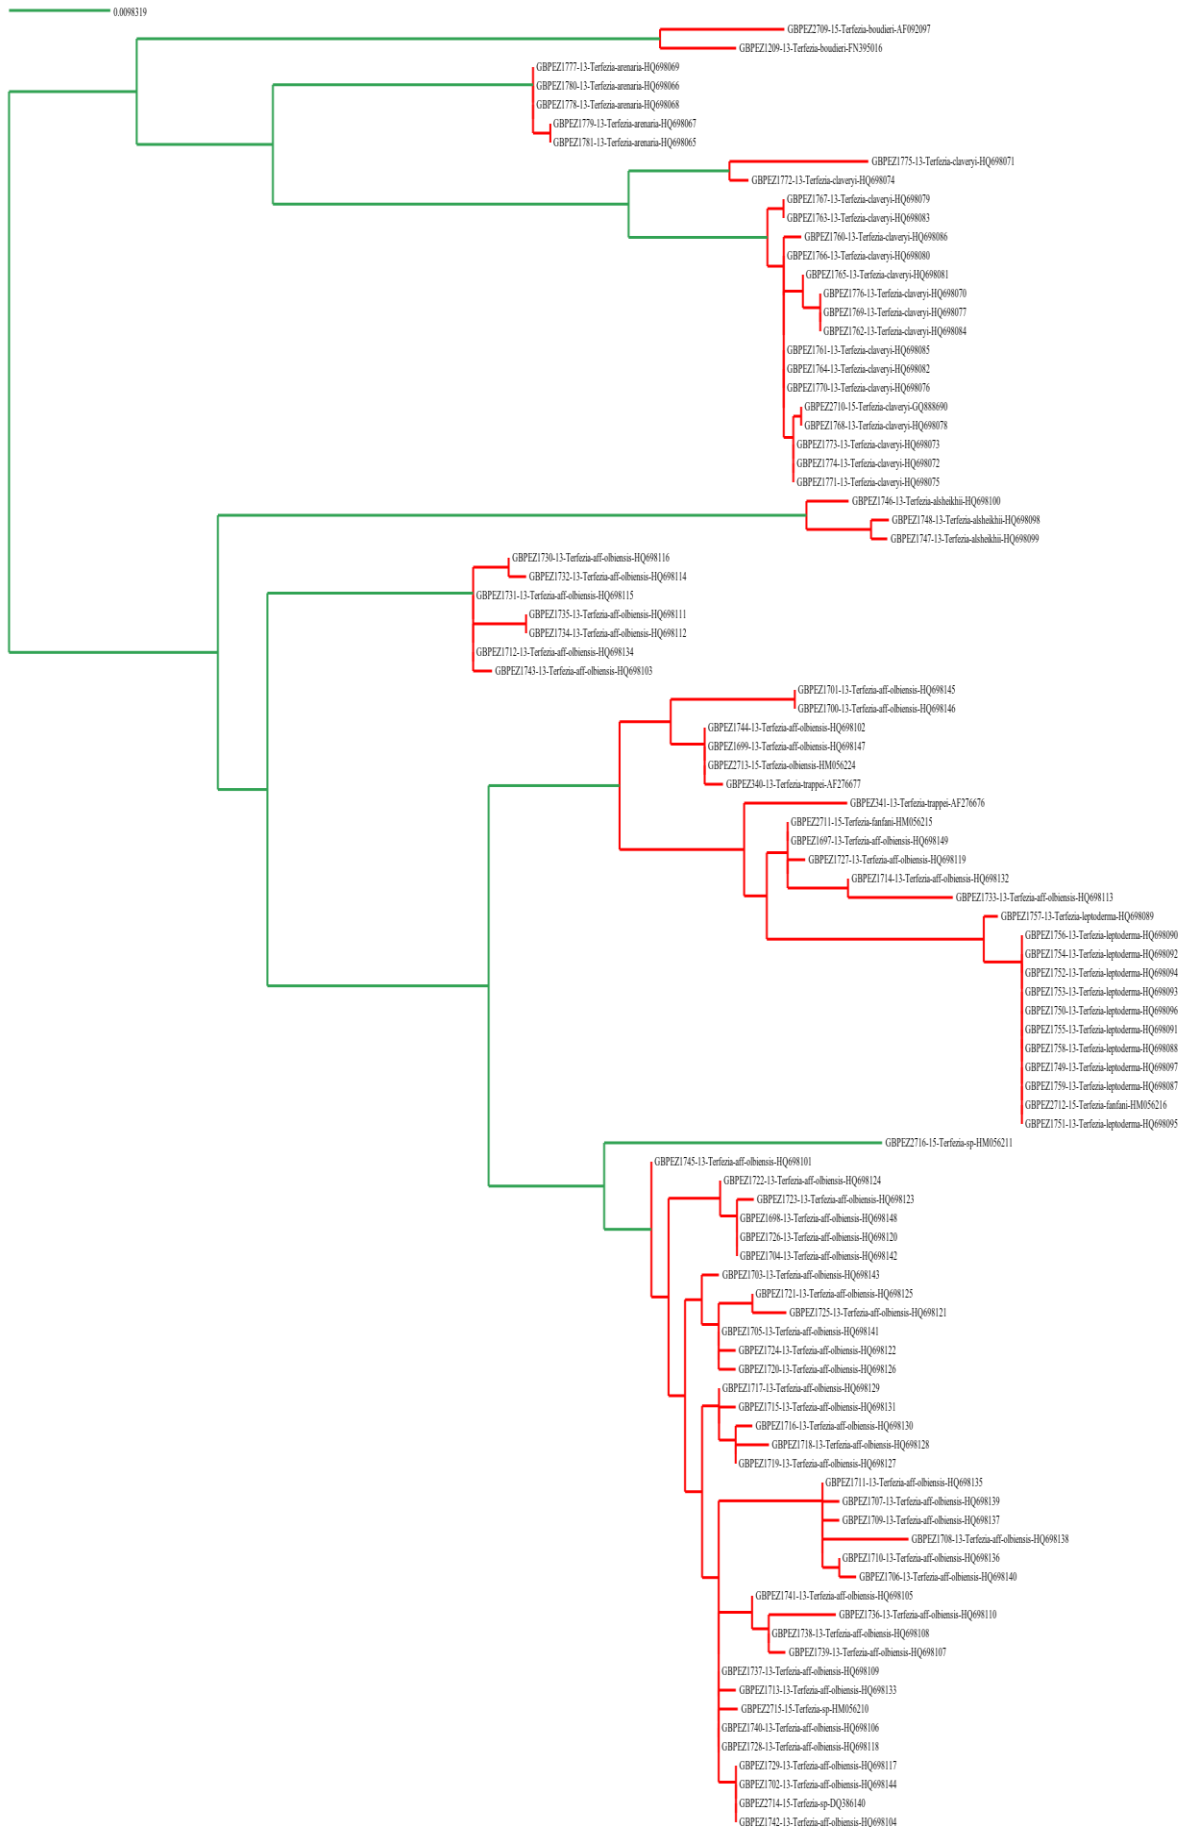 0.0098319
GBPEZ2709-15-Terfezia-boudieri-AF092097
GBPEZ1209-13-Terfezia-boudieri-FN395016
GBPEZ1777-13-Terfezia-arenaria-HQ698069
GBPEZ1780-13-Terfezia-arenaria-HQ698066
GBPEZ1778-13-Terfezia-arenaria-HQ698068
GBPEZ1779-13-Terfezia-arenaria-HQ698067
GBPEZ1781-13-Terfezia-arenaria-HQ698065
GBPEZ1775-13-Terfezia-claveryi-HQ698071
GBPEZ1772-13-Terfezia-claveryi-HQ698074
GBPEZ1767-13-Terfezia-claveryi-HQ698079
GBPEZ1763-13-Terfezia-claveryi-HQ698083
GBPEZ1760-13-Terfezia-claveryi-HQ698086
GBPEZ1766-13-Terfezia-claveryi-HQ698080
GBPEZ1765-13-Terfezia-claveryi-HQ698081
GBPEZ1776-13-Terfezia-claveryi-HQ698070
GBPEZ1769-13-Terfezia-claveryi-HQ698077
GBPEZ1762-13-Terfezia-claveryi-HQ698084
GBPEZ1761-13-Terfezia-claveryi-HQ698085
GBPEZ1764-13-Terfezia-claveryi-HQ698082
GBPEZ1770-13-Terfezia-claveryi-HQ698076
GBPEZ2710-15-Terfezia-claveryi-GQ888690
GBPEZ1768-13-Terfezia-claveryi-HQ698078
GBPEZ1773-13-Terfezia-claveryi-HQ698073
GBPEZ1774-13-Terfezia-claveryi-HQ698072
GBPEZ1771-13-Terfezia-claveryi-HQ698075
GBPEZ1746-13-Terfezia-alsheikhii-HQ698100
GBPEZ1748-13-Terfezia-alsheikhii-HQ698098
GBPEZ1747-13-Terfezia-alsheikhii-HQ698099
GBPEZ1730-13-Terfezia-aff-olbiensis-HQ698116
GBPEZ1732-13-Terfezia-aff-olbiensis-HQ698114
GBPEZ1731-13-Terfezia-aff-olbiensis-HQ698115
GBPEZ1735-13-Terfezia-aff-olbiensis-HQ698111
GBPEZ1734-13-Terfezia-aff-olbiensis-HQ698112
GBPEZ1712-13-Terfezia-aff-olbiensis-HQ698134
GBPEZ1743-13-Terfezia-aff-olbiensis-HQ698103
GBPEZ1701-13-Terfezia-aff-olbiensis-HQ698145
GBPEZ1700-13-Terfezia-aff-olbiensis-HQ698146
GBPEZ1744-13-Terfezia-aff-olbiensis-HQ698102
GBPEZ1699-13-Terfezia-aff-olbiensis-HQ698147
GBPEZ2713-15-Terfezia-olbiensis-HM056224
GBPEZ340-13-Terfezia-trappei-AF276677
GBPEZ341-13-Terfezia-trappei-AF276676
GBPEZ2711-15-Terfezia-fanfani-HM056215
GBPEZ1697-13-Terfezia-aff-olbiensis-HQ698149
GBPEZ1727-13-Terfezia-aff-olbiensis-HQ698119
GBPEZ1714-13-Terfezia-aff-olbiensis-HQ698132
GBPEZ1733-13-Terfezia-aff-olbiensis-HQ698113
GBPEZ1757-13-Terfezia-leptoderma-HQ698089
GBPEZ1756-13-Terfezia-leptoderma-HQ698090
GBPEZ1754-13-Terfezia-leptoderma-HQ698092
GBPEZ1752-13-Terfezia-leptoderma-HQ698094
GBPEZ1753-13-Terfezia-leptoderma-HQ698093
GBPEZ1750-13-Terfezia-leptoderma-HQ698096
GBPEZ1755-13-Terfezia-leptoderma-HQ698091
GBPEZ1758-13-Terfezia-leptoderma-HQ698088
GBPEZ1749-13-Terfezia-leptoderma-HQ698097
GBPEZ1759-13-Terfezia-leptoderma-HQ698087
GBPEZ2712-15-Terfezia-fanfani-HM056216
GBPEZ1751-13-Terfezia-leptoderma-HQ698095
GBPEZ2716-15-Terfezia-sp-HM056211
GBPEZ1745-13-Terfezia-aff-olbiensis-HQ698101
GBPEZ1722-13-Terfezia-aff-olbiensis-HQ698124
GBPEZ1723-13-Terfezia-aff-olbiensis-HQ698123
GBPEZ1698-13-Terfezia-aff-olbiensis-HQ698148
GBPEZ1726-13-Terfezia-aff-olbiensis-HQ698120
GBPEZ1704-13-Terfezia-aff-olbiensis-HQ698142
GBPEZ1703-13-Terfezia-aff-olbiensis-HQ698143
GBPEZ1721-13-Terfezia-aff-olbiensis-HQ698125
GBPEZ1725-13-Terfezia-aff-olbiensis-HQ698121
GBPEZ1705-13-Terfezia-aff-olbiensis-HQ698141
GBPEZ1724-13-Terfezia-aff-olbiensis-HQ698122
GBPEZ1720-13-Terfezia-aff-olbiensis-HQ698126
GBPEZ1717-13-Terfezia-aff-olbiensis-HQ698129
GBPEZ1715-13-Terfezia-aff-olbiensis-HQ698131
GBPEZ1716-13-Terfezia-aff-olbiensis-HQ698130
GBPEZ1718-13-Terfezia-aff-olbiensis-HQ698128
GBPEZ1719-13-Terfezia-aff-olbiensis-HQ698127
GBPEZ1711-13-Terfezia-aff-olbiensis-HQ698135
GBPEZ1707-13-Terfezia-aff-olbiensis-HQ698139
GBPEZ1709-13-Terfezia-aff-olbiensis-HQ698137
GBPEZ1708-13-Terfezia-aff-olbiensis-HQ698138
GBPEZ1710-13-Terfezia-aff-olbiensis-HQ698136
GBPEZ1706-13-Terfezia-aff-olbiensis-HQ698140
GBPEZ1741-13-Terfezia-aff-olbiensis-HQ698105
GBPEZ1736-13-Terfezia-aff-olbiensis-HQ698110
GBPEZ1738-13-Terfezia-aff-olbiensis-HQ698108
GBPEZ1739-13-Terfezia-aff-olbiensis-HQ698107
GBPEZ1737-13-Terfezia-aff-olbiensis-HQ698109
GBPEZ1713-13-Terfezia-aff-olbiensis-HQ698133
GBPEZ2715-15-Terfezia-sp-HM056210
GBPEZ1740-13-Terfezia-aff-olbiensis-HQ698106
GBPEZ1728-13-Terfezia-aff-olbiensis-HQ698118
GBPEZ1729-13-Terfezia-aff-olbiensis-HQ698117
GBPEZ1702-13-Terfezia-aff-olbiensis-HQ698144
GBPEZ2714-15-Terfezia-sp-DQ386140
GBPEZ1742-13-Terfezia-aff-olbiensis-HQ698104